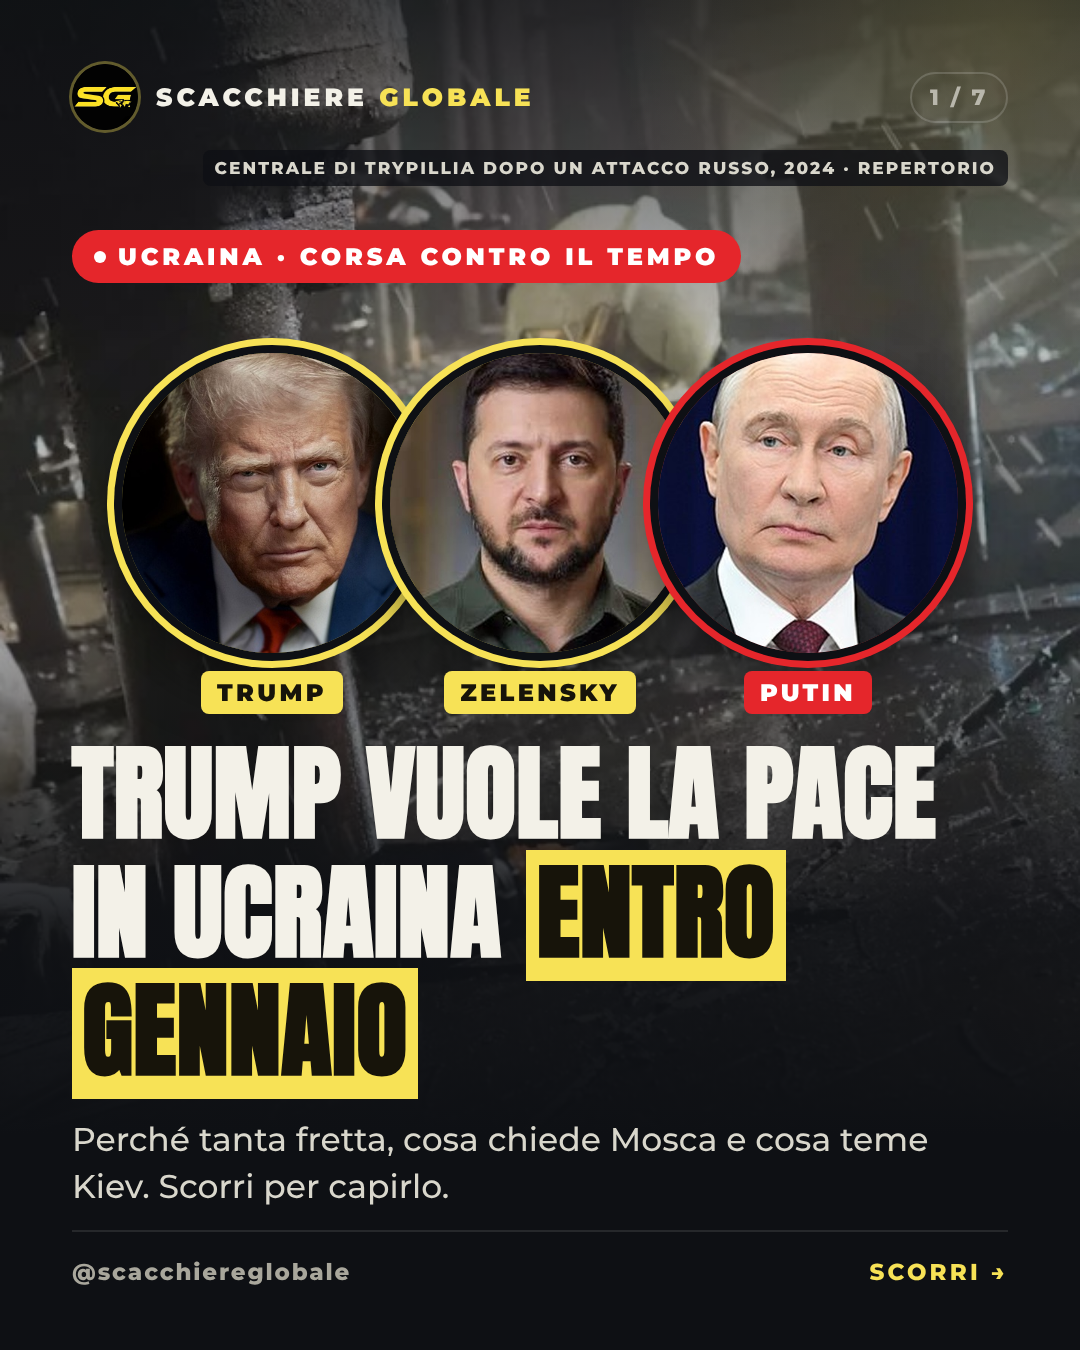 SG
SCACCHIERE GLOBALE
1 / 7
CENTRALE DI TRYPILLIA DOPO UN ATTACCO RUSSO, 2024 · REPERTORIO
UCRAINA · CORSA CONTRO IL TEMPO
TRUMP
ZELENSKY
PUTIN
TRUMP VUOLE LA PACE
IN UCRAINA ENTRO
GENNAIO
Perché tanta fretta, cosa chiede Mosca e cosa teme
Kiev. Scorri per capirlo.
@scacchiereglobale
SCORRI →